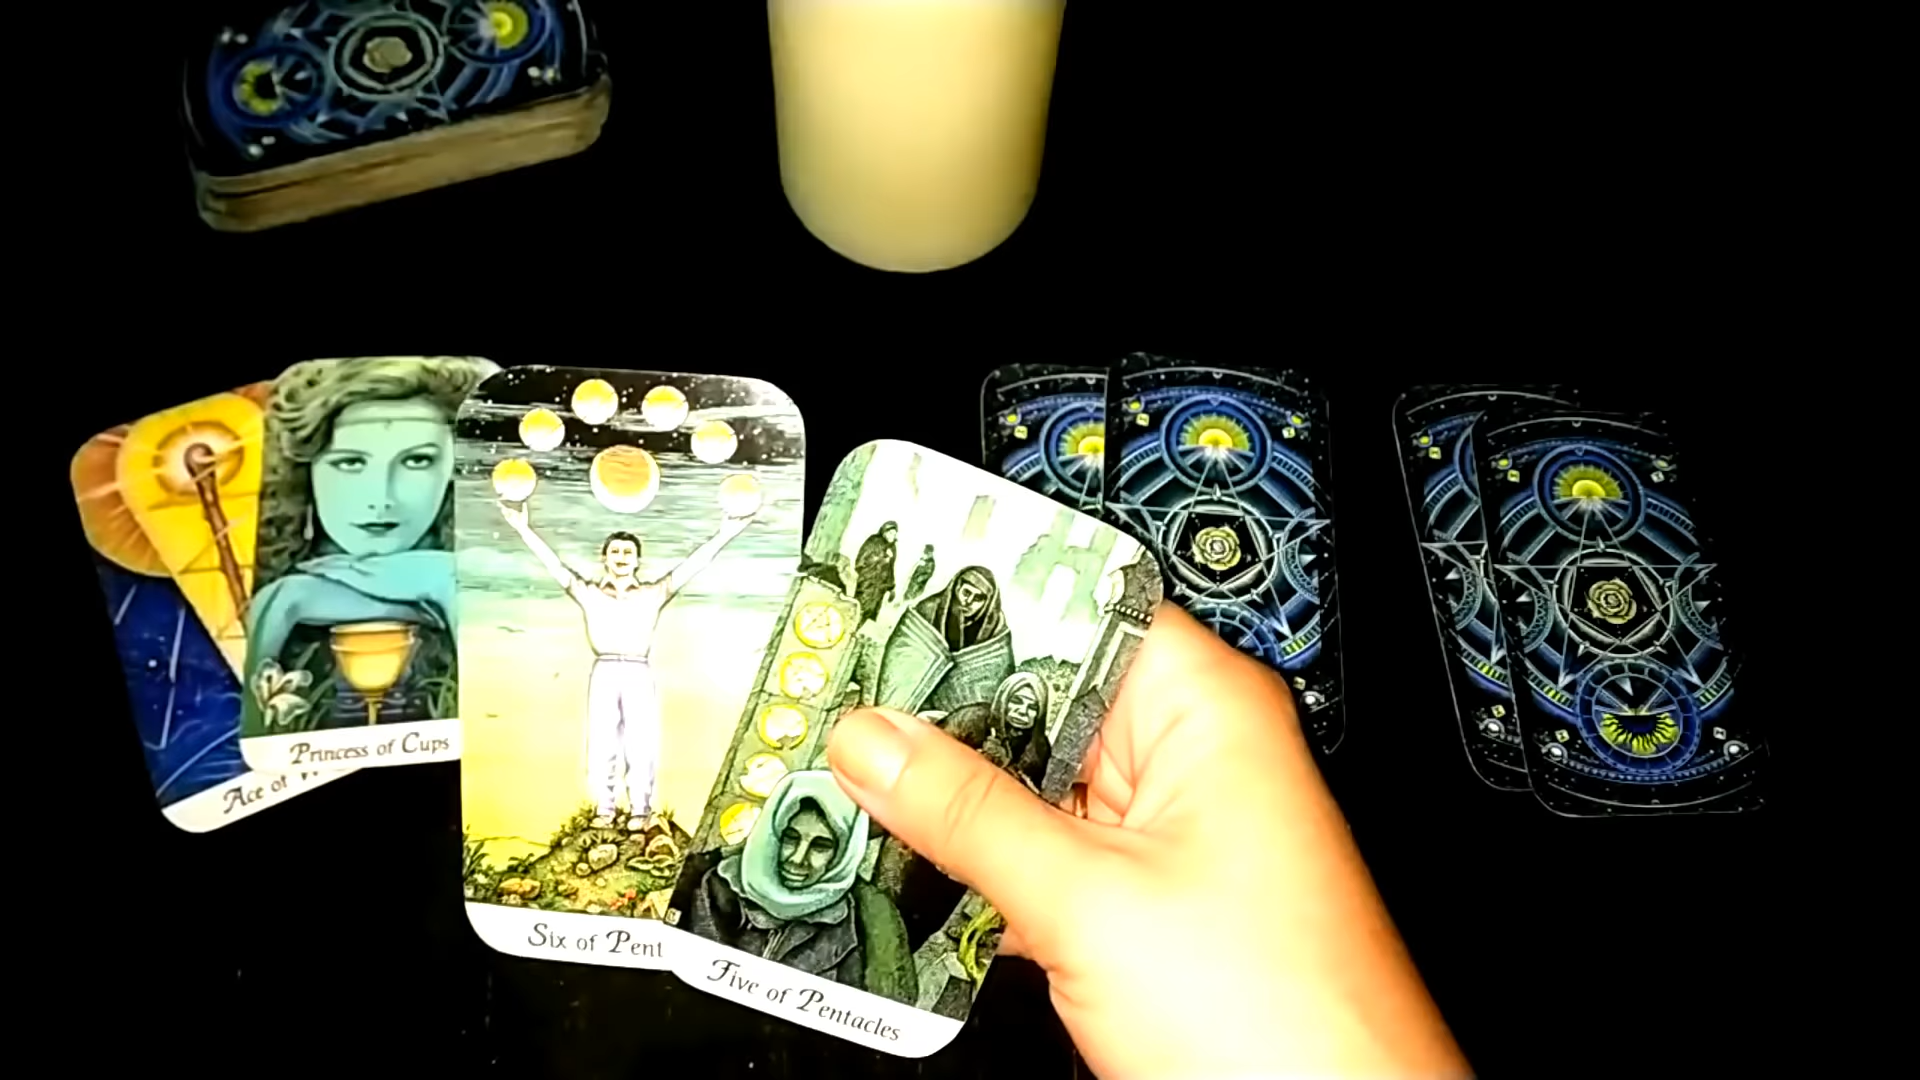 Ace of W
Princess of Cups
Six of Pent
Five of Pentacles